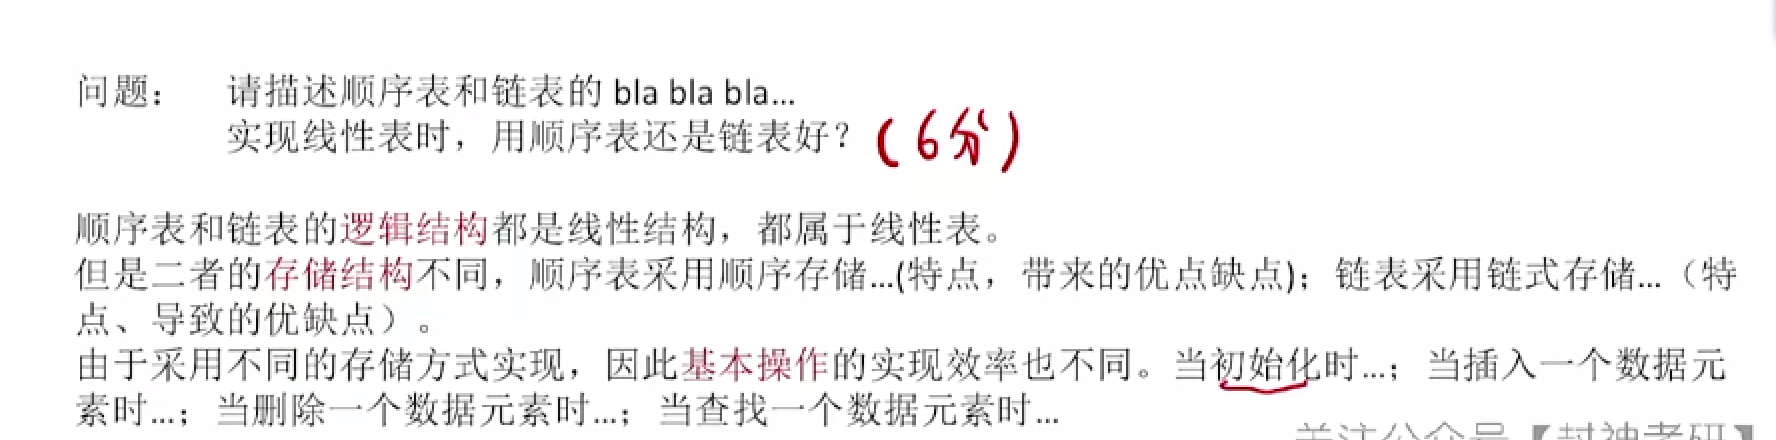 问题： 请描述顺序表和链表的 bla bla bla...
实现线性表时，用顺序表还是链表好？ (6分)
顺序表和链表的逻辑结构都是线性结构，都属于线性表。
但是二者的存储结构不同，顺序表采用顺序存储...(特点，带来的优点缺点)；链表采用链式存储...（特
点、导致的优缺点）。
由于采用不同的存储方式实现，因此基本操作的实现效率也不同。当初始化时...；当插入一个数据元
素时...；当删除一个数据元素时...；当查找一个数据元素时...
关注公众号【封神考研】